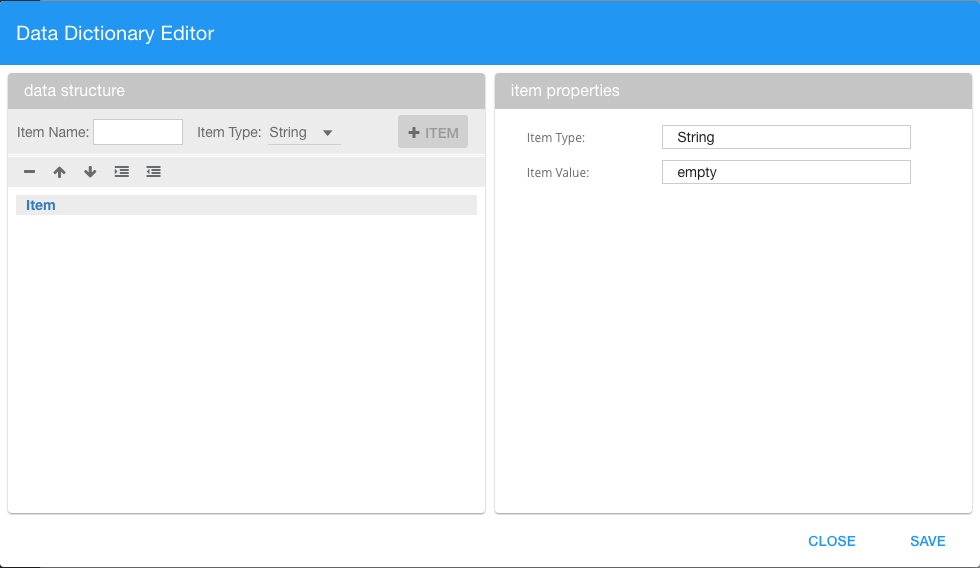 Data Dictionary Editor
data structure
Item Name: Item Type: String + ITEM
Item
item properties
Item Type: String
Item Value: empty
CLOSE SAVE